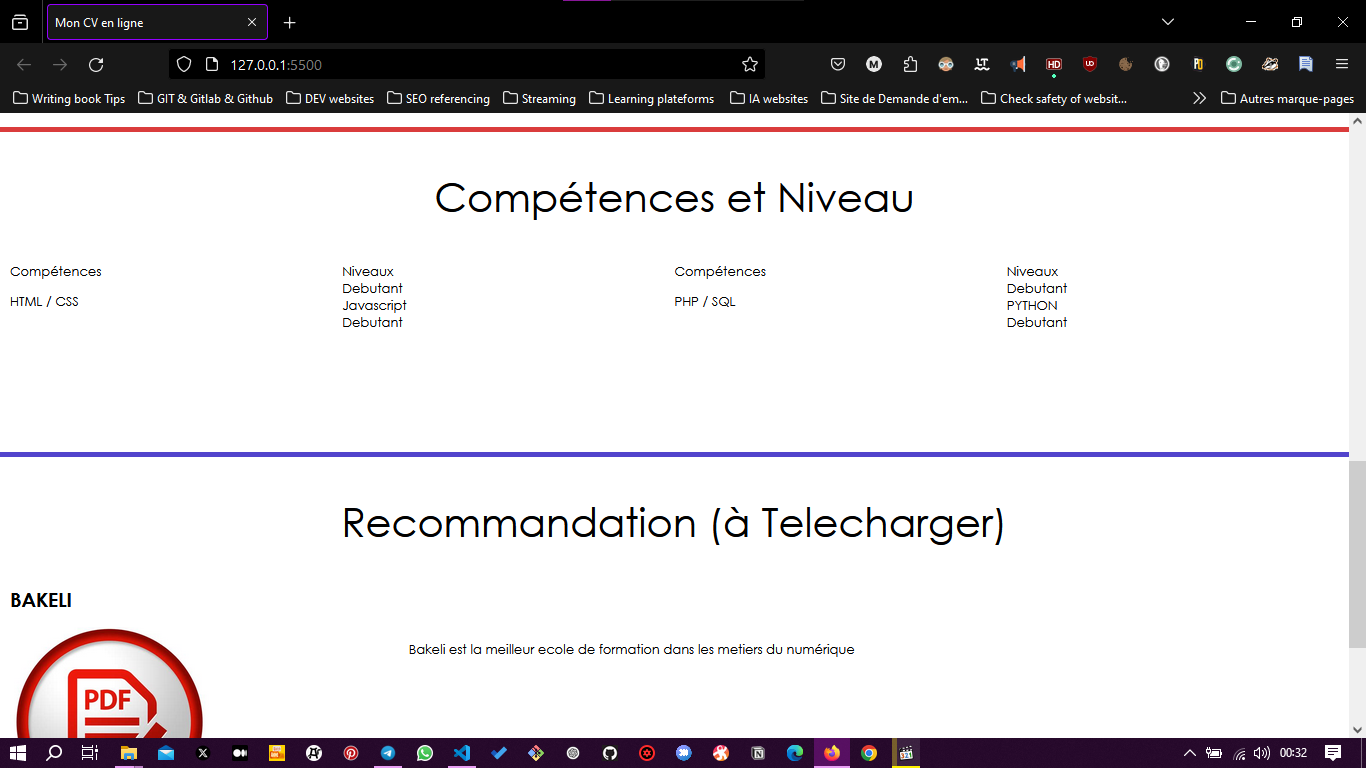 Mon CV en ligne
127.0.0.1:5500
Writing book Tips GIT & Gitlab & Github DEV websites SEO referencing Streaming Learning plateforms IA websites Site de Demande d'em... Check safety of websit... Autres marque-pages
Compétences et Niveau
Compétences Niveaux Compétences Niveaux
Debutant Debutant
HTML / CSS Javascript PHP / SQL PYTHON
Debutant Debutant
Recommandation (à Telecharger)
BAKELI
Bakeli est la meilleur ecole de formation dans les metiers du numérique
PDF
00:32